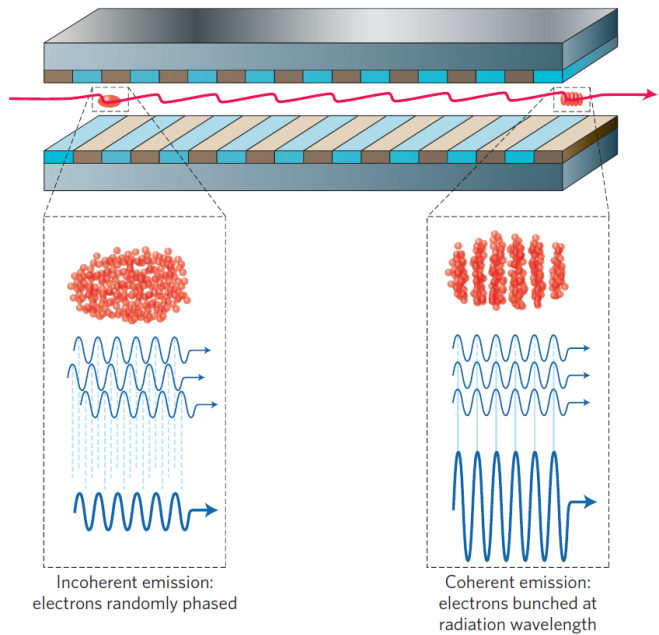 Incoherent emission:
electrons randomly phased
Coherent emission:
electrons bunched at
radiation wavelength